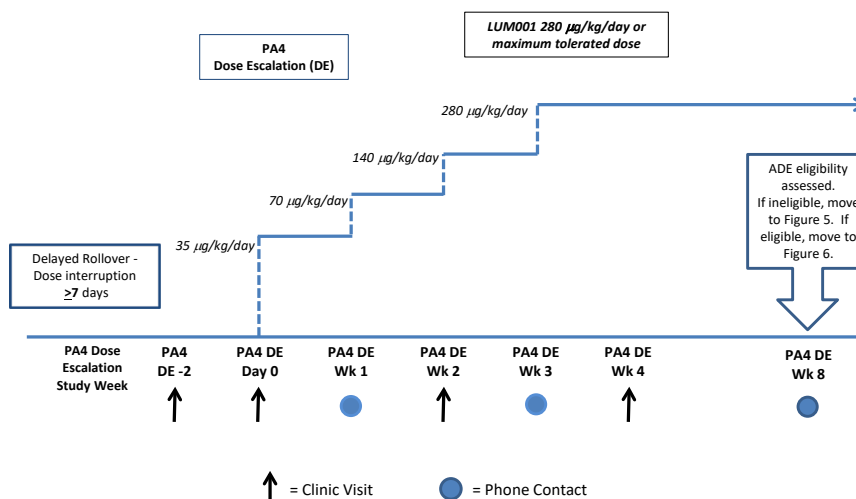 PA4
Dose Escalation (DE)
LUM001 280 µg/kg/day or
maximum tolerated dose
280 µg/kg/day
140 µg/kg/day
70 µg/kg/day
35 µg/kg/day
Delayed Rollover -
Dose interruption
≥7 days
ADE eligibility
assessed.
If ineligible, move
to Figure 5. If
eligible, move to
Figure 6.
PA4 Dose
Escalation
Study Week
PA4
DE -2
PA4 DE
Day 0
PA4 DE
Wk 1
PA4 DE
Wk 2
PA4 DE
Wk 3
PA4 DE
Wk 4
PA4 DE
Wk 8
= Clinic Visit
= Phone Contact